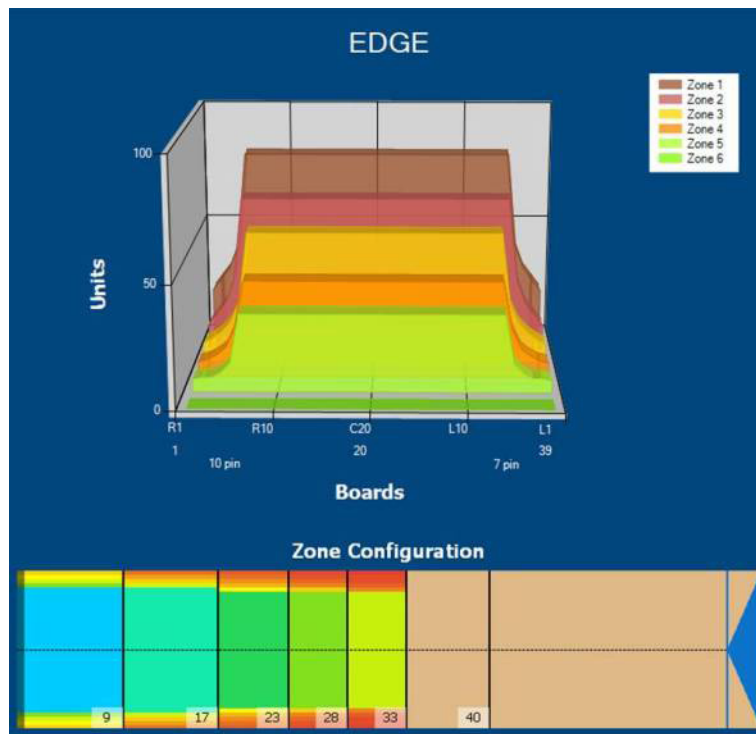 EDGE
Zone 1
Zone 2
Zone 3
Zone 4
Zone 5
Zone 6
100
50
0
Units
R1 R10 C20 L10 L1
1 20 39
10 pin 7 pin
Boards
Zone Configuration
9 17 23 28 33 40